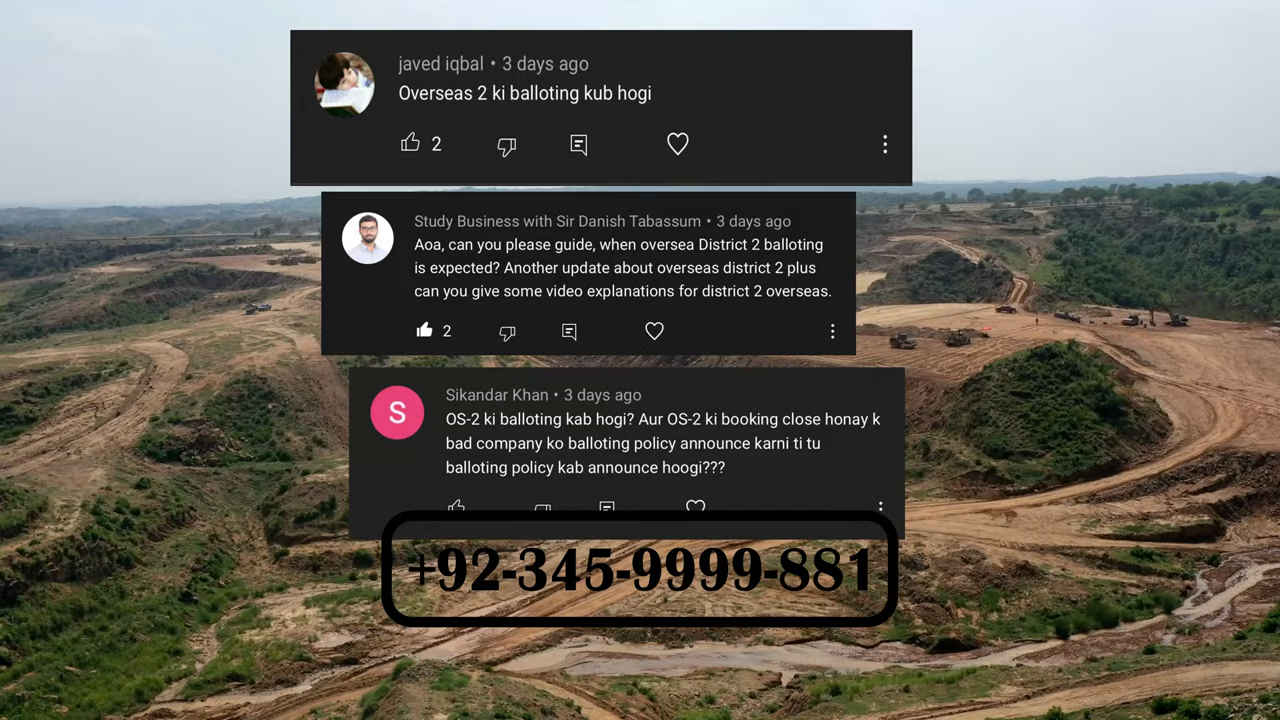 javed iqbal • 3 days ago
Overseas 2 ki balloting kub hogi
2
Study Business with Sir Danish Tabassum • 3 days ago
Aoa, can you please guide, when oversea District 2 balloting
is expected? Another update about overseas district 2 plus
can you give some video explanations for district 2 overseas.
2
S
Sikandar Khan • 3 days ago
OS-2 ki balloting kab hogi? Aur OS-2 ki booking close honay k
bad company ko balloting policy announce karni ti tu
balloting policy kab announce hoogi???
+92-345-9999-881